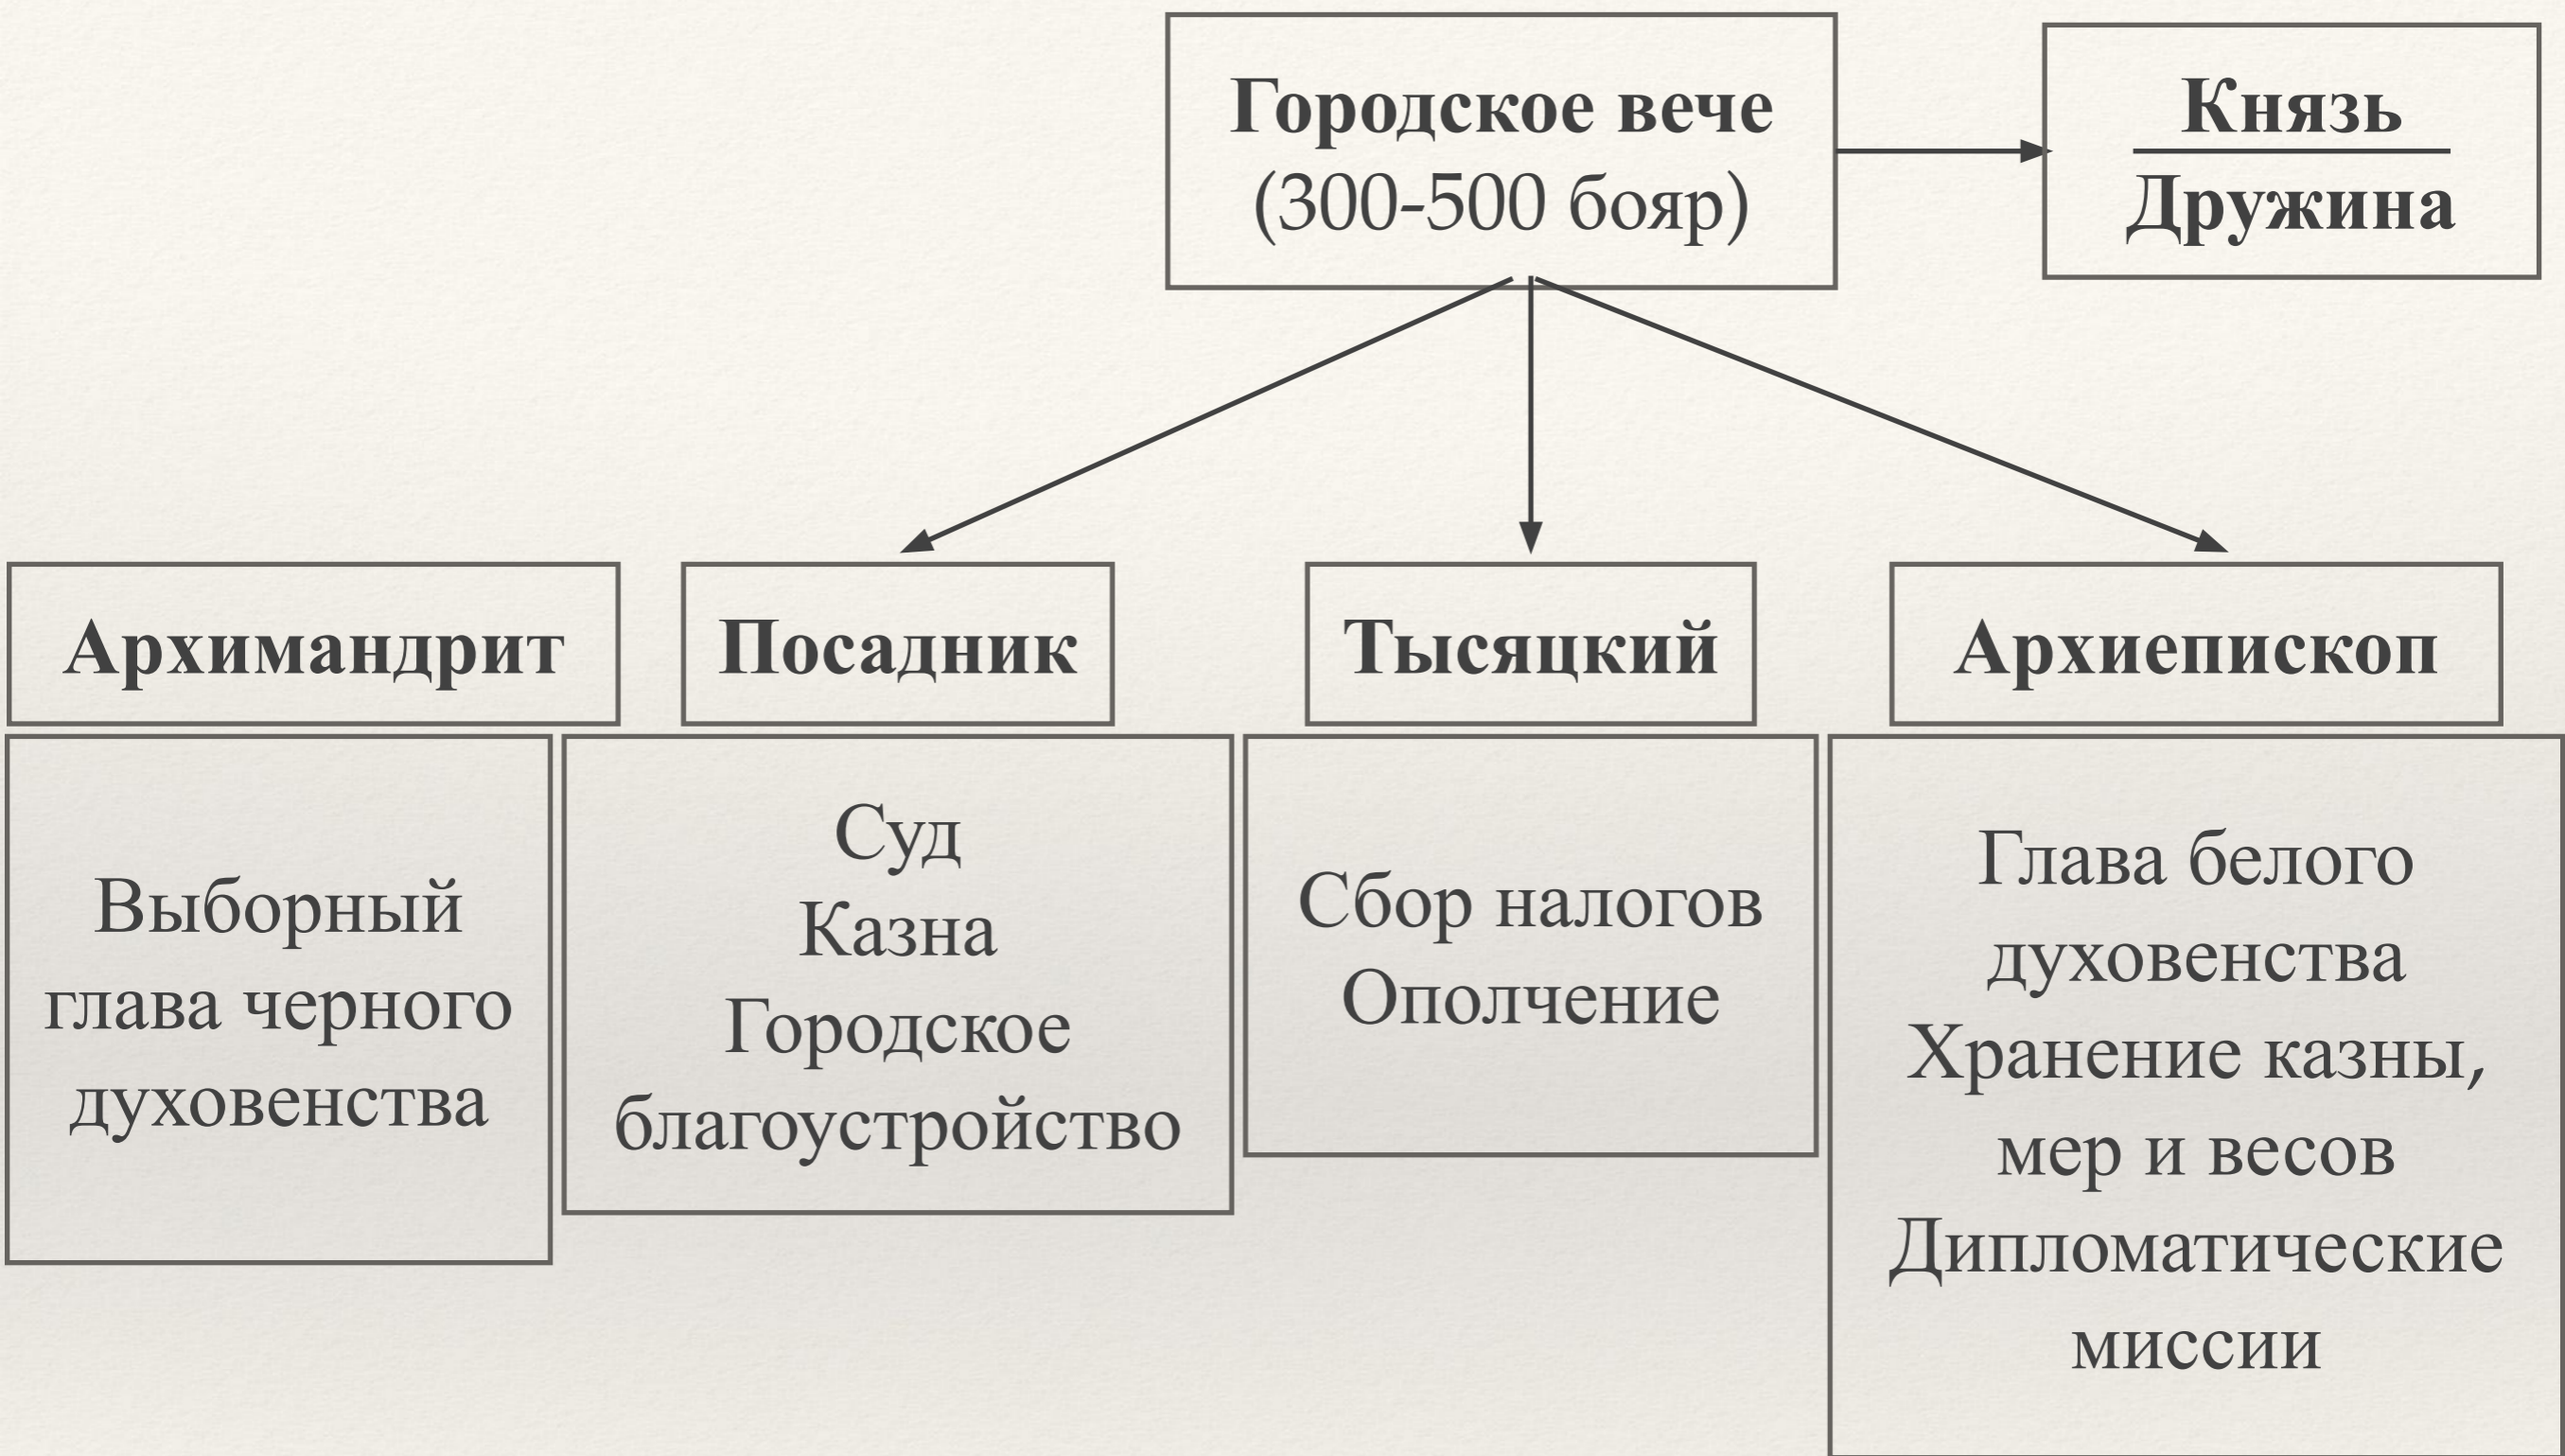 Городское вече
(300-500 бояр)
Князь
Дружина
Архимандрит
Посадник
Тысяцкий
Архиепископ
Выборный
глава черного
духовенства
Суд
Казна
Городское
благоустройство
Сбор налогов
Ополчение
Глава белого
духовенства
Хранение казны,
мер и весов
Дипломатические
миссии